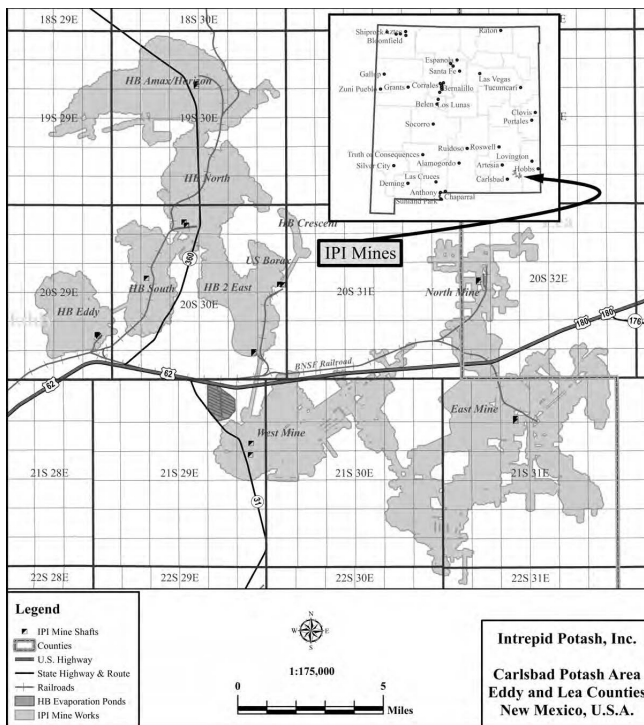 18S 29E
18S 30E
HB Amax/Horizon
19S 29E
19S 30E
HB North
HB Crescent
US Borax
HB South
HB 2 East
HB Eddy
20S 29E
20S 30E
20S 31E
20S 32E
North Mine
360
BNSF Railroad
62
62
62
180
180
176
West Mine
East Mine
31
21S 28E
21S 29E
21S 30E
21S 31E
22S 28E
22S 29E
22S 30E
22S 31E
IPI Mines
Shiprock
Aztec
Bloomfield
Raton
Espanola
Santa Fe
Las Vegas
Gallup
Zuni Pueblo
Grants
Corrales
Bernalillo
Tucumcari
Belen
Los Lunas
Clovis
Portales
Socorro
Ruidoso
Roswell
Truth or Consequences
Alamogordo
Artesia
Lovington
Hobbs
Silver City
Las Cruces
Carlsbad
Deming
Anthony
Chaparral
Sunland Park
Legend
IPI Mine Shafts
Counties
U.S. Highway
State Highway & Route
Railroads
HB Evaporation Ponds
IPI Mine Works
N
W
E
S
1:175,000
0
5
Miles
Intrepid Potash, Inc.
Carlsbad Potash Area
Eddy and Lea Counties
New Mexico, U.S.A.